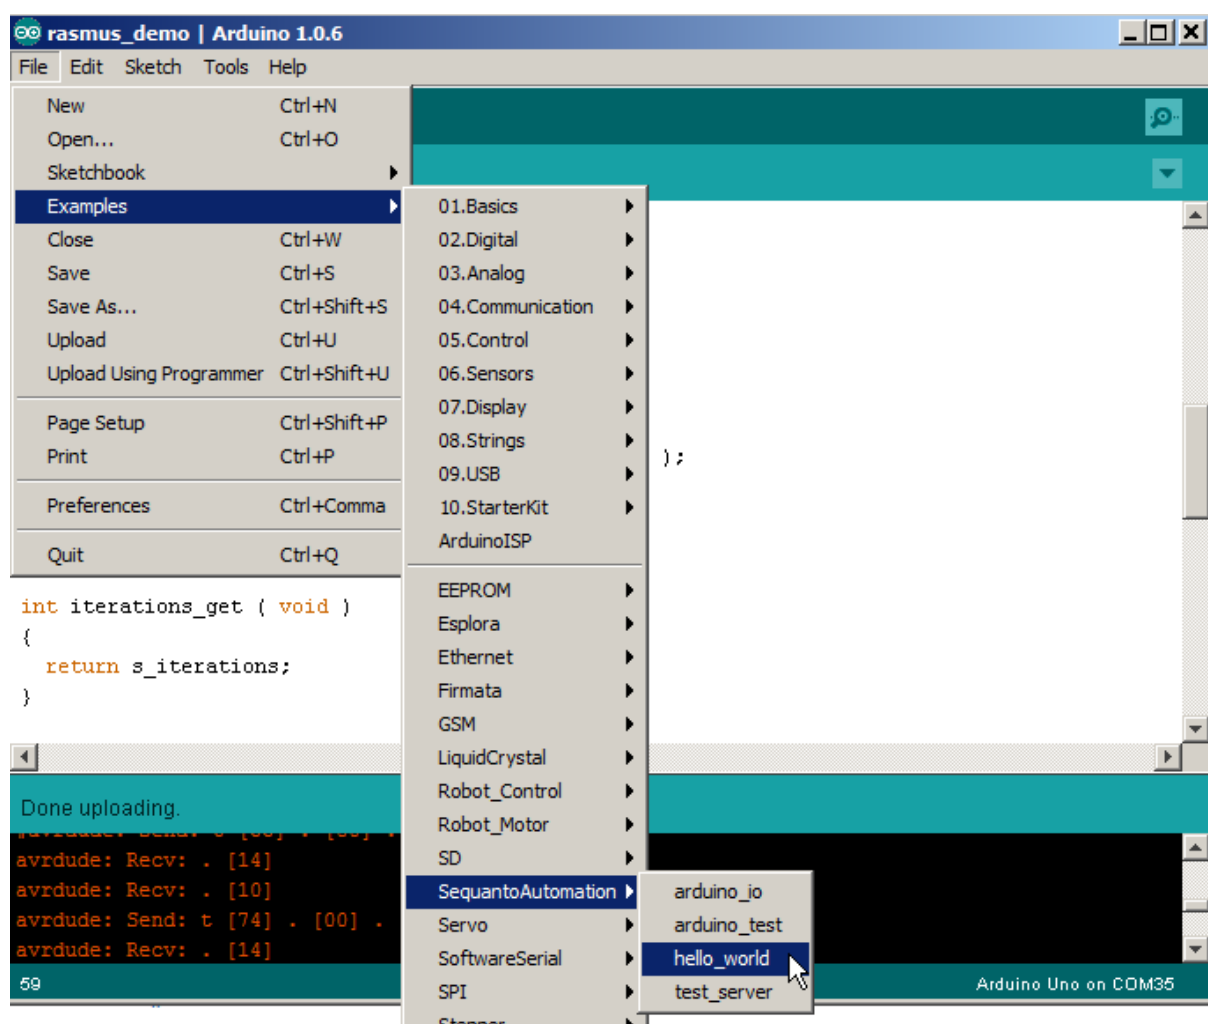 rasmus_demo | Arduino 1.0.6
File Edit Sketch Tools Help
New Ctrl+N
Open... Ctrl+O
Sketchbook
Examples
Close Ctrl+W
Save Ctrl+S
Save As... Ctrl+Shift+S
Upload Ctrl+U
Upload Using Programmer Ctrl+Shift+U
Page Setup Ctrl+Shift+P
Print Ctrl+P
Preferences Ctrl+Comma
Quit Ctrl+Q
01.Basics
02.Digital
03.Analog
04.Communication
05.Control
06.Sensors
07.Display
08.Strings
09.USB
10.StarterKit
ArduinoISP
EEPROM
Esplora
Ethernet
Firmata
GSM
LiquidCrystal
Robot_Control
Robot_Motor
SD
SequantoAutomation
Servo
SoftwareSerial
SPI
arduino_io
arduino_test
hello_world
test_server
);
int iterations_get ( void )
{
return s_iterations;
}
Done uploading.
avrdude: Recv: . [14]
avrdude: Recv: . [10]
avrdude: Send: t [74] . [00] .
avrdude: Recv: . [14]
59
Arduino Uno on COM35